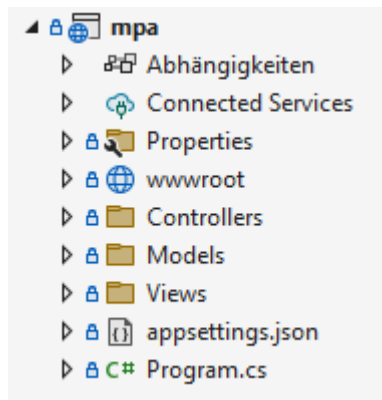 mpa
Abhängigkeiten
Connected Services
Properties
wwwroot
Controllers
Models
Views
appsettings.json
C# Program.cs